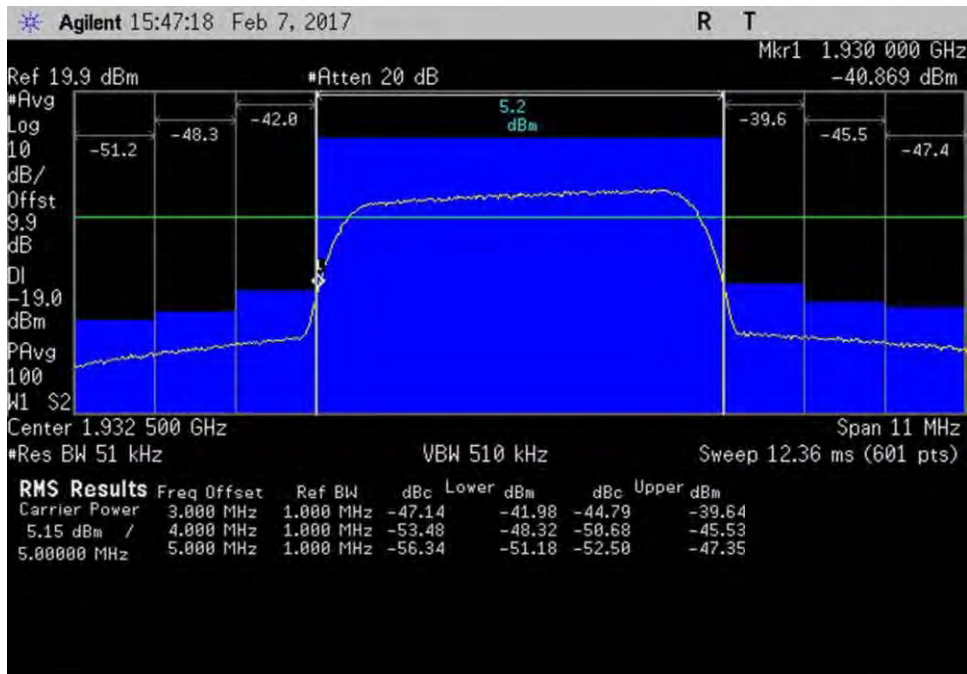 Agilent 15:47:18 Feb 7, 2017 R T
Mkr1 1.930 000 GHz
Ref 19.9 dBm #Atten 20 dB -40.869 dBm
#Avg
Log
10
dB/
Offst
9.9
dB
DI
-19.0
dBm
PAvg
100
W1 S2
-51.2 -48.3 -42.0 5.2 dBm -39.6 -45.5 -47.4
1
Center 1.932 500 GHz Span 11 MHz
#Res BW 51 kHz VBW 510 kHz Sweep 12.36 ms (601 pts)
RMS Results Freq Offset Ref BW dBc Lower dBm dBc Upper dBm
Carrier Power 3.000 MHz 1.000 MHz -47.14 -41.98 -44.79 -39.64
5.15 dBm / 4.000 MHz 1.000 MHz -53.48 -48.32 -50.68 -45.53
5.00000 MHz 5.000 MHz 1.000 MHz -56.34 -51.18 -52.50 -47.35